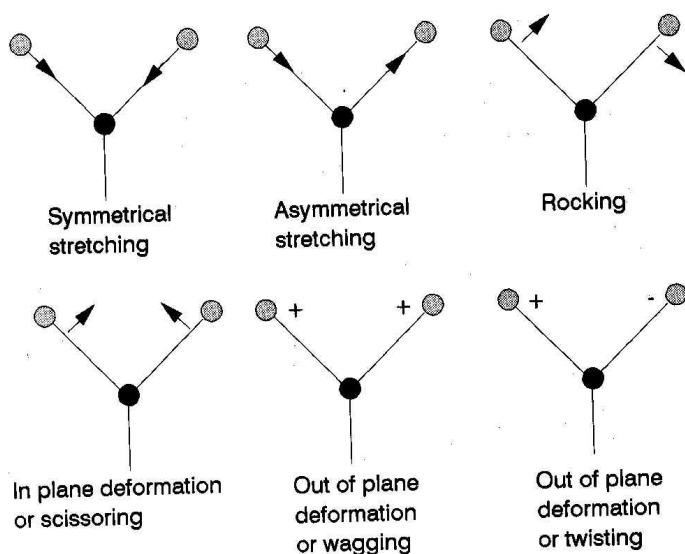 Symmetrical
stretching
Asymmetrical
stretching
Rocking
+
+
+
-
In plane deformation
or scissoring
Out of plane
deformation
or wagging
Out of plane
deformation
or twisting